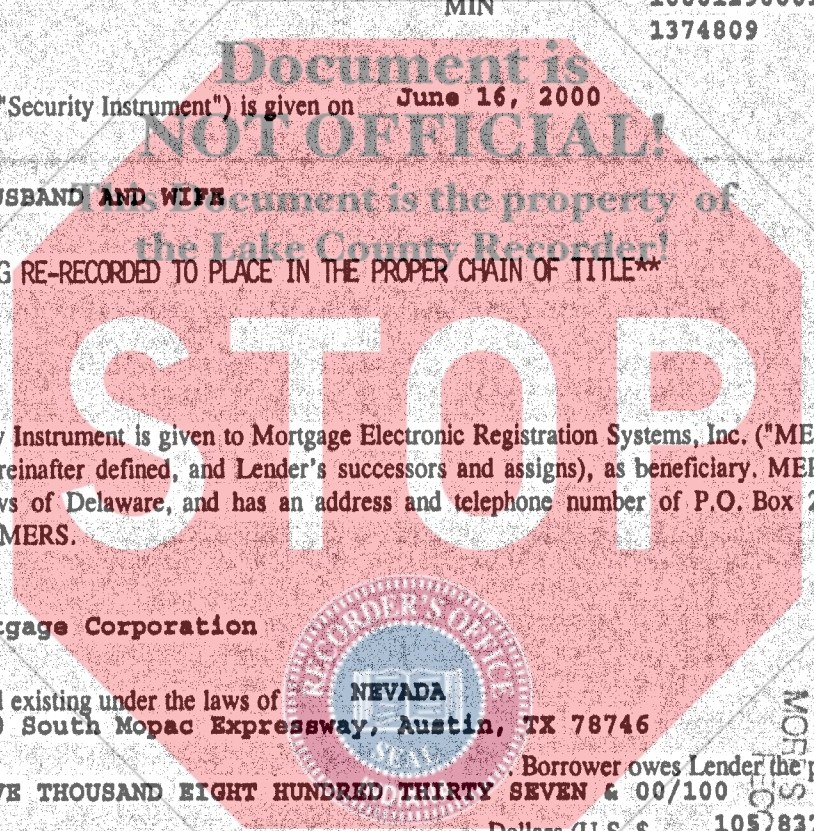 MIN
1374809
Document is
"Security Instrument") is given on June 16, 2000
NOT OFFICIAL!
USBAND AND WIFE
This Document is the property of
the Lake County Recorder!
G RE-RECORDED TO PLACE IN THE PROPER CHAIN OF TITLE**
STOP
y Instrument is given to Mortgage Electronic Registration Systems, Inc. ("ME
reinafter defined, and Lender's successors and assigns), as beneficiary. MER
ws of Delaware, and has an address and telephone number of P.O. Box 2
MERS.
tgage Corporation
RECORDER'S OFFICE
SEAL
d existing under the laws of NEVADA
0 South Mopac Expressway, Austin, TX 78746
. Borrower owes Lender the p
VE THOUSAND EIGHT HUNDRED THIRTY SEVEN & 00/100
Dollars (U.S. $ 105,837